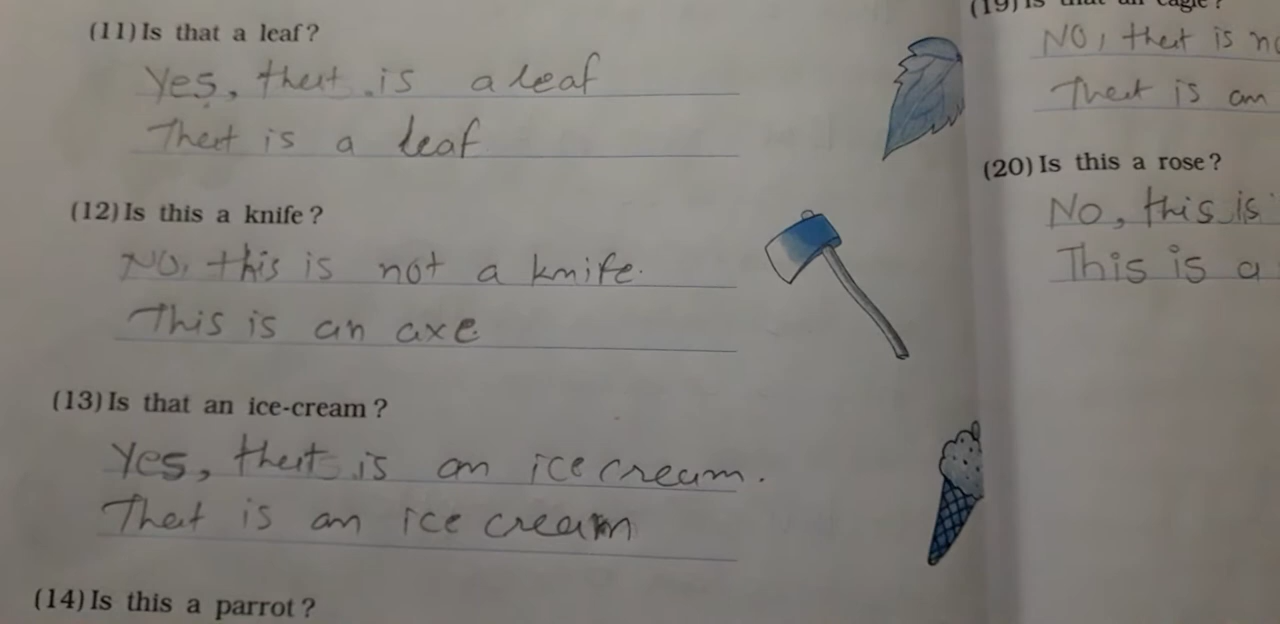 (11) Is that a leaf?
Yes, that is a leaf
That is a leaf
(12) Is this a knife?
NO, this is not a knife.
This is an axe.
(13) Is that an ice-cream?
Yes, that is an ice cream.
That is an ice cream
(14) Is this a parrot?
(19) Is that an eagle?
NO, that is
That is an
(20) Is this a rose?
No, this is
This is a